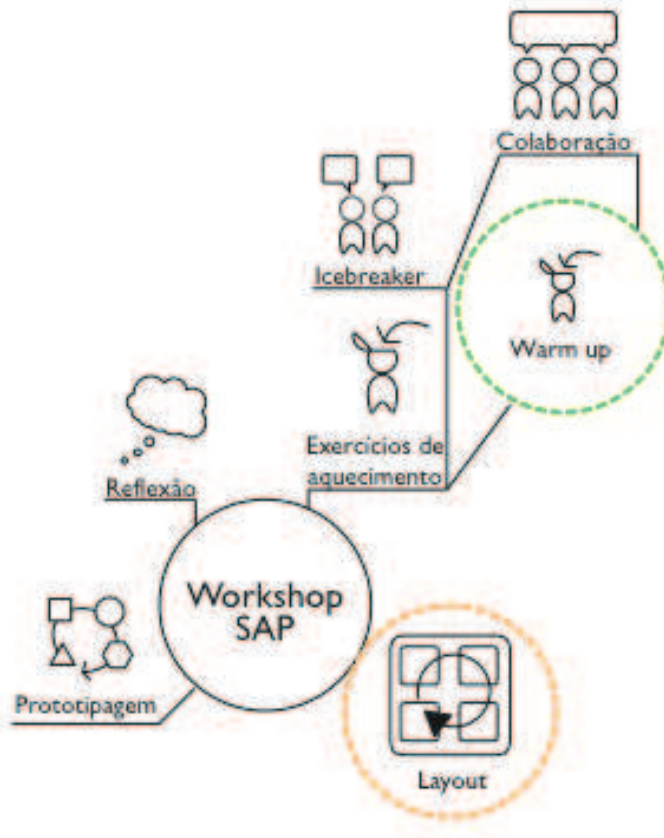 Colaboração
Icebreaker
Warm up
Exercícios de
aquecimento
Reflexão
Workshop
SAP
Prototipagem
Layout